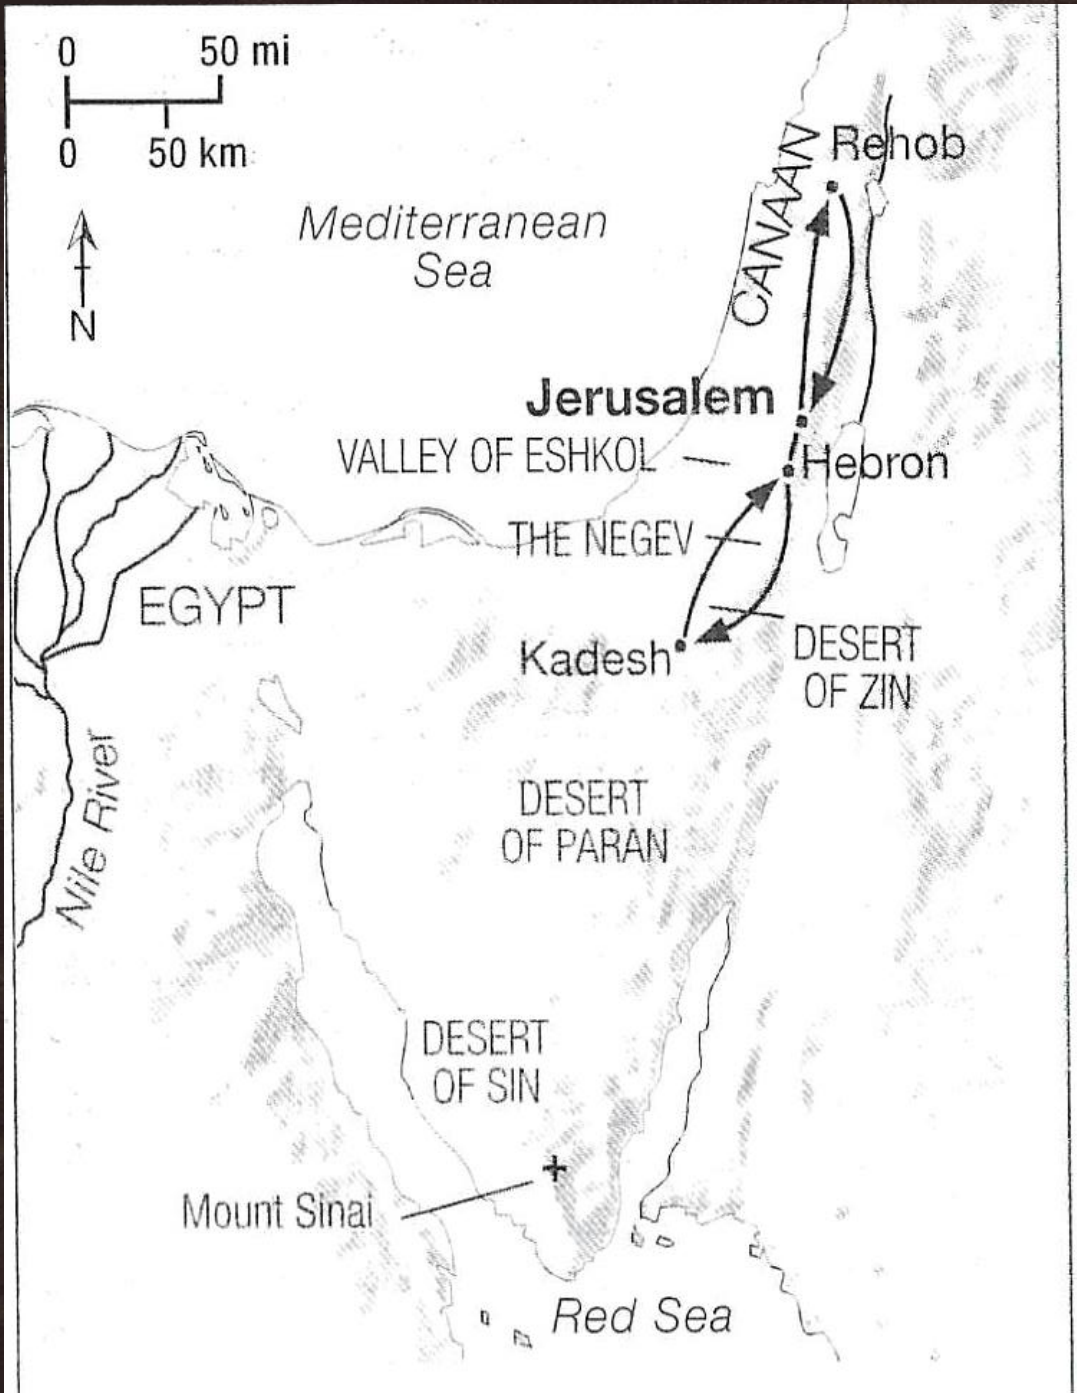 0 50 mi
0 50 km
N
Mediterranean
Sea
CANAAN
Rehob
Jerusalem
VALLEY OF ESHKOL
Hebron
THE NEGEV
EGYPT
Kadesh
DESERT
OF ZIN
Nile River
DESERT
OF PARAN
DESERT
OF SIN
Mount Sinai
Red Sea